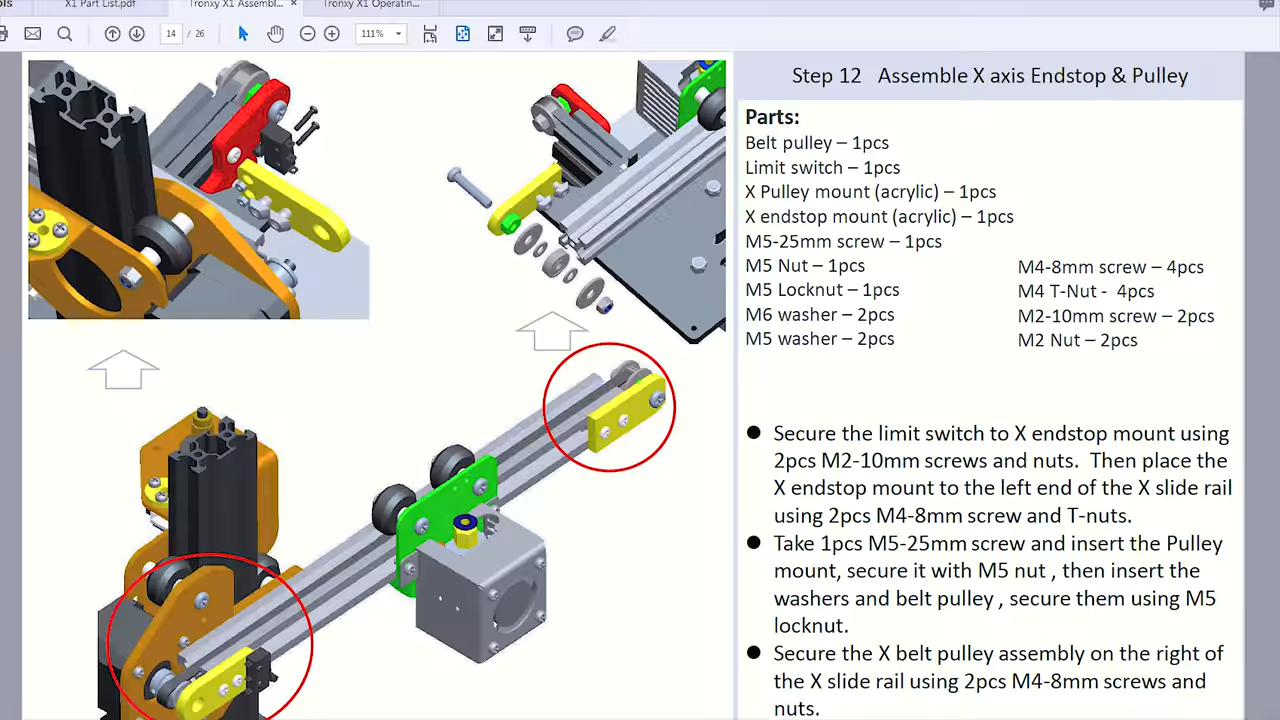 ols
X1 Part List.pdf
Tronxy X1 Assembl...
×
Tronxy X1 Operatin...
14
/ 26
111%
Step 12 Assemble X axis Endstop & Pulley
Parts:
Belt pulley – 1pcs
Limit switch – 1pcs
X Pulley mount (acrylic) – 1pcs
X endstop mount (acrylic) – 1pcs
M5-25mm screw – 1pcs
M5 Nut – 1pcs
M5 Locknut – 1pcs
M6 washer – 2pcs
M5 washer – 2pcs
M4-8mm screw – 4pcs
M4 T-Nut - 4pcs
M2-10mm screw – 2pcs
M2 Nut – 2pcs
● Secure the limit switch to X endstop mount using
2pcs M2-10mm screws and nuts. Then place the
X endstop mount to the left end of the X slide rail
using 2pcs M4-8mm screw and T-nuts.
● Take 1pcs M5-25mm screw and insert the Pulley
mount, secure it with M5 nut , then insert the
washers and belt pulley , secure them using M5
locknut.
● Secure the X belt pulley assembly on the right of
the X slide rail using 2pcs M4-8mm screws and
nuts.